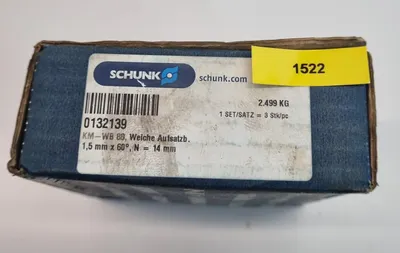 SCHUNK
schunk.com
1522
2.499 KG
1 SET/SATZ = 3 Stk/pc.
0132139
KM-WB 80, Weiche Aufsatzb.
1,5 mm x 60°, N = 14 mm